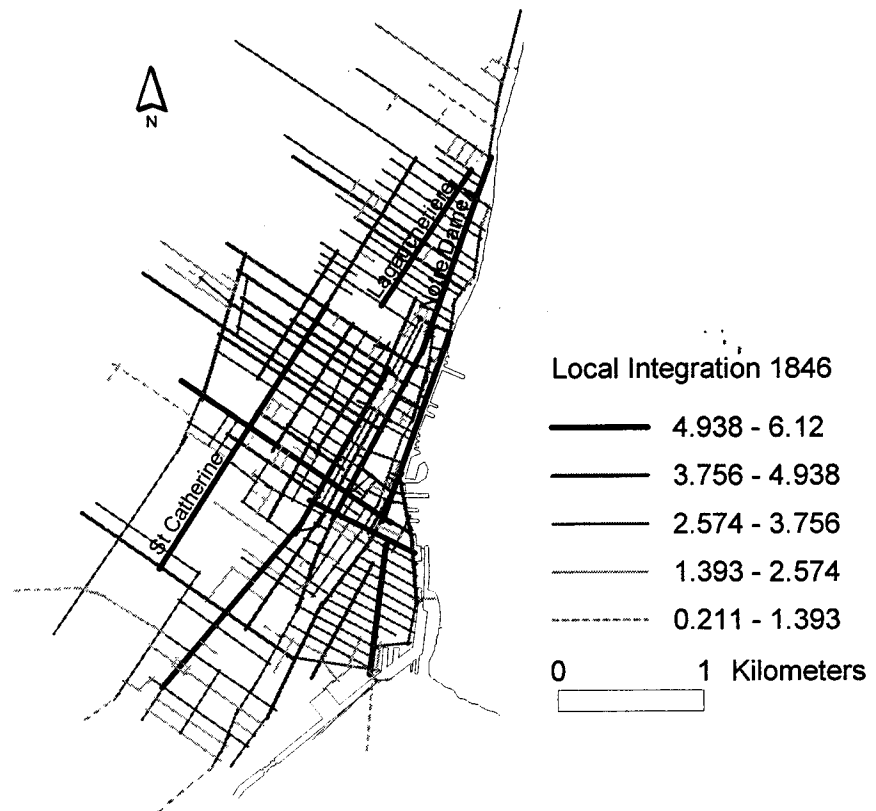 N
Lagaucheriere
Notre Dame
St Catherine
Local Integration 1846
4.938 - 6.12
3.756 - 4.938
2.574 - 3.756
1.393 - 2.574
0.211 - 1.393
0 1 Kilometers